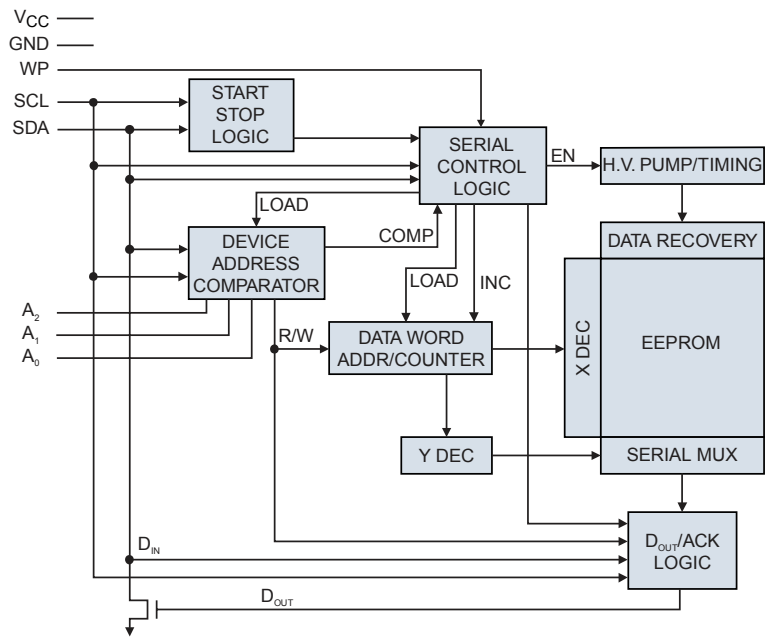 VCC
GND
WP
SCL
SDA
START
STOP
LOGIC
SERIAL
CONTROL
LOGIC
EN
H.V. PUMP/TIMING
LOAD
COMP
DEVICE
ADDRESS
COMPARATOR
DATA RECOVERY
LOAD
INC
A2
A1
A0
R/W
DATA WORD
ADDR/COUNTER
X DEC
EEPROM
Y DEC
SERIAL MUX
DIN
DOUT/ACK
LOGIC
DOUT